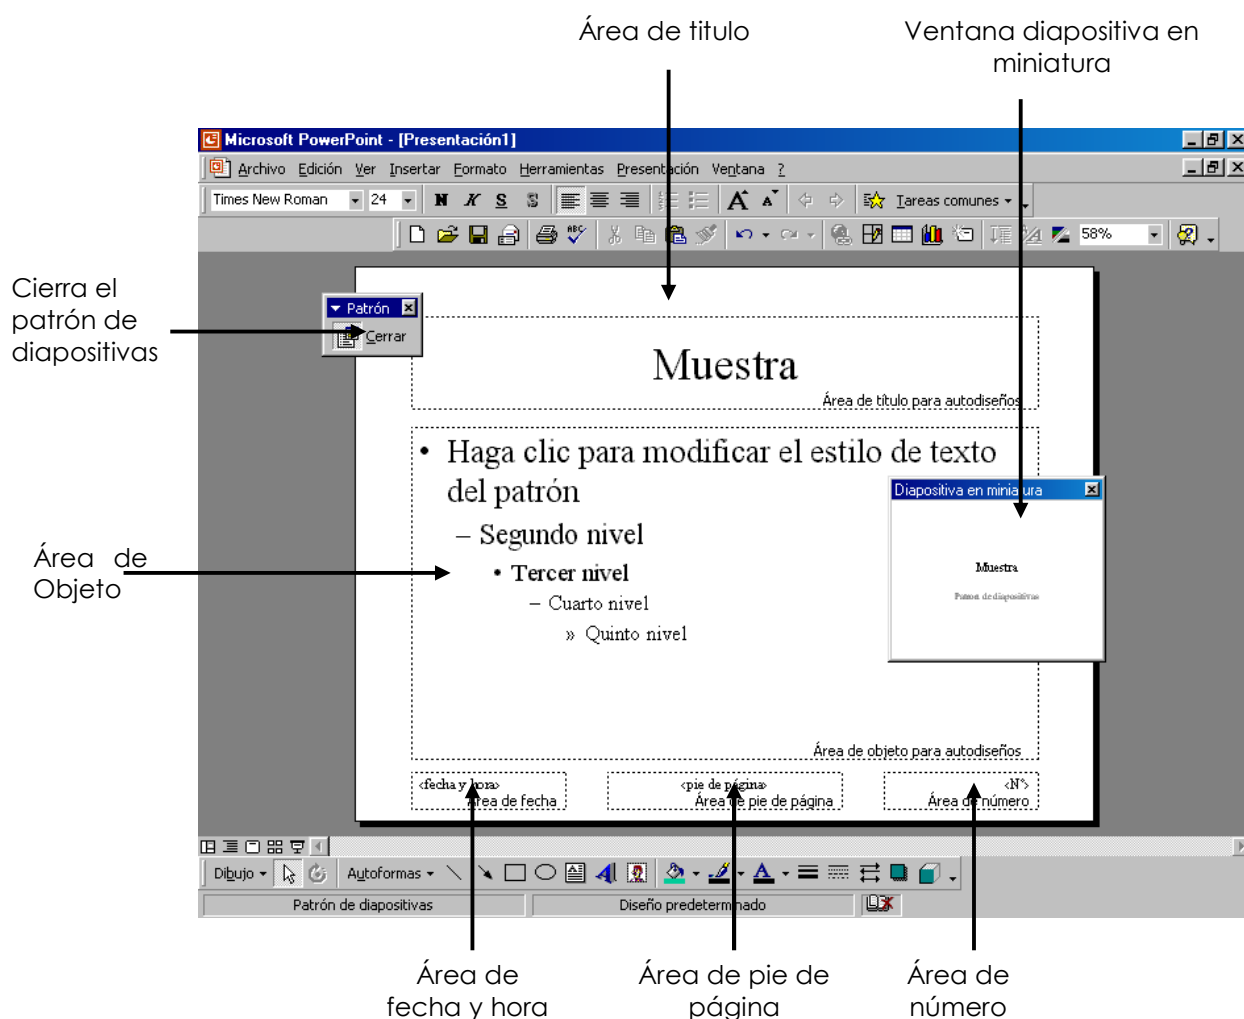 Área de titulo
Ventana diapositiva en
miniatura
Microsoft PowerPoint - [Presentación1]
Archivo Edición Ver Insertar Formato Herramientas Presentación Ventana ?
Times New Roman 24 N K S S A A Tareas comunes
ABC 58%
Cierra el
patrón de
diapositivas
Patrón
Cerrar
Muestra
Área de título para autodiseños
• Haga clic para modificar el estilo de texto
del patrón
– Segundo nivel
• Tercer nivel
– Cuarto nivel
» Quinto nivel
Diapositiva en miniatura
Muestra
Patron de diapositivas
Área de
Objeto
Área de objeto para autodiseños
<fecha y hora>
Área de fecha
<pie de página>
Área de pie de página
<N°>
Área de número
Dibujo Autoformas A A
Patrón de diapositivas Diseño predeterminado
Área de
fecha y hora
Área de pie de
página
Área de
número